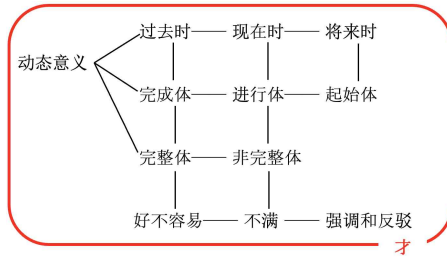 过去时 现在时 将来时
动态意义
完成体 进行体 起始体
完整体 非完整体
好不容易 不满 强调和反驳
才